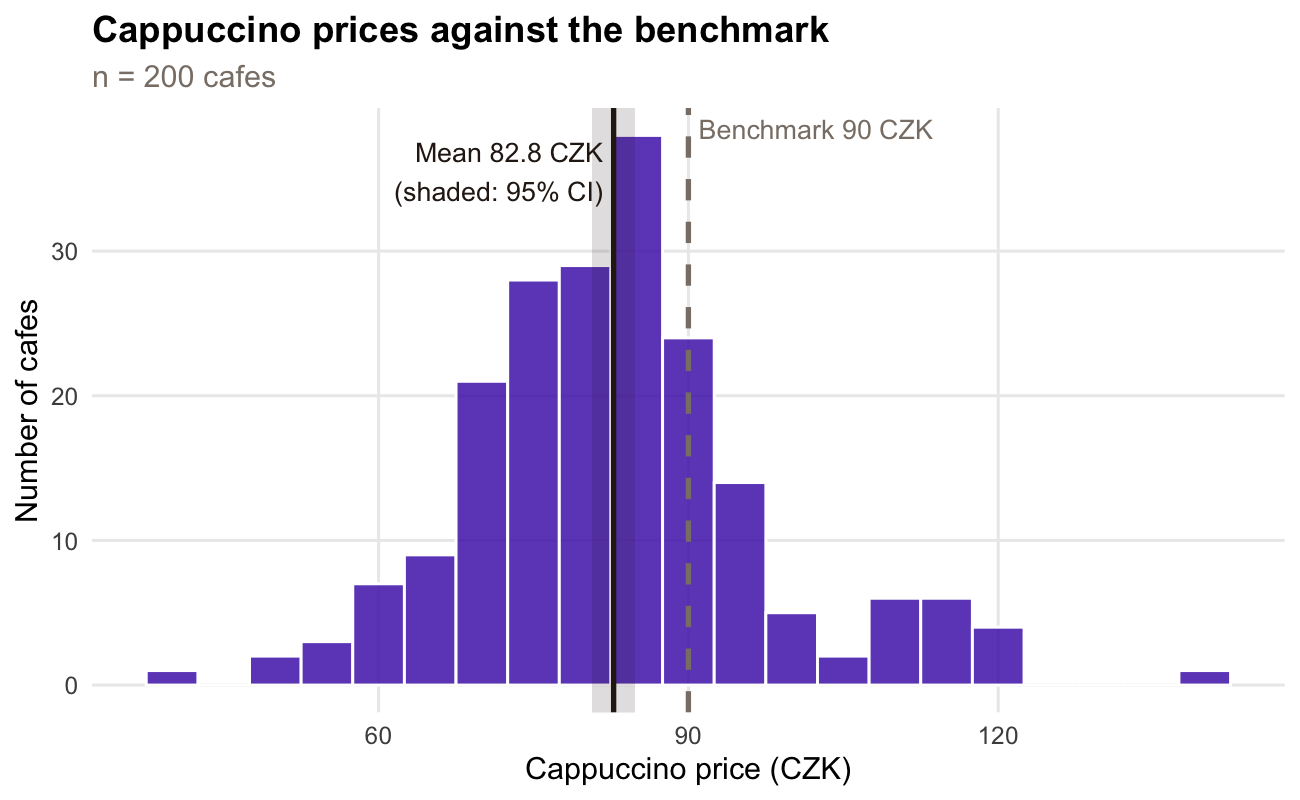 Cappuccino prices against the benchmark
n = 200 cafes
Benchmark 90 CZK
Mean 82.8 CZK
(shaded: 95% CI)
30
20
10
0
Number of cafes
60
90
120
Cappuccino price (CZK)